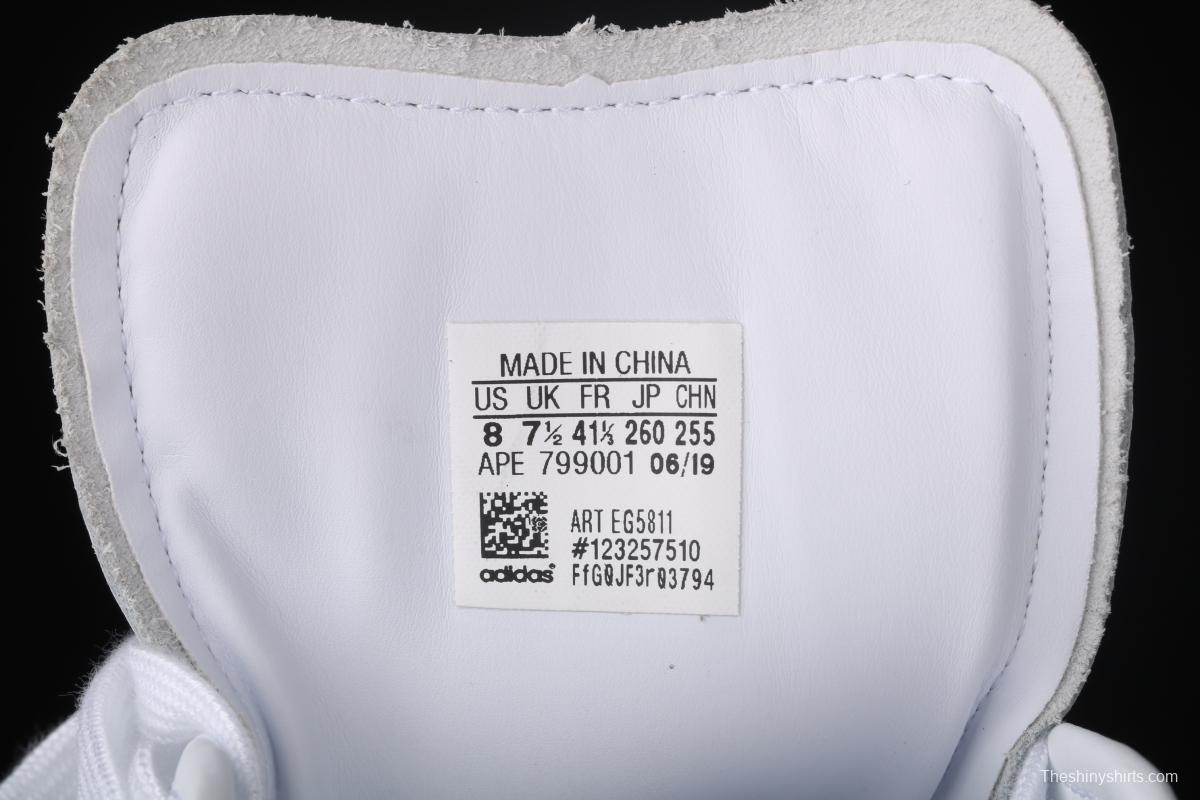 MADE IN CHINA
US UK FR JP CHN
8 7½ 41⅓ 260 255
APE 799001 06/19
ART EG5811
#123257510
FfG0JF3r03794
adidas
Theshinyshirts.com